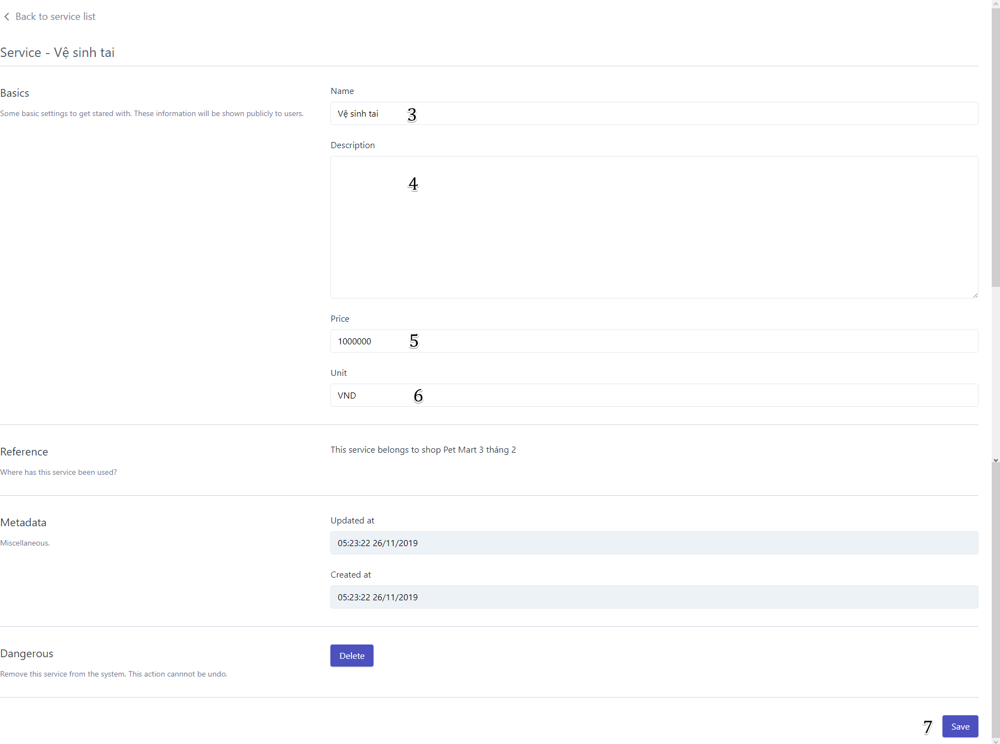 Back to service list
Service - Vệ sinh tai
Basics
Some basic settings to get stared with. These information will be shown publicly to users.
Name
Vệ sinh tai 3
Description
4
Price
1000000 5
Unit
VND 6
Reference
Where has this service been used?
This service belongs to shop Pet Mart 3 tháng 2
Metadata
Miscellaneous.
Updated at
05:23:22 26/11/2019
Created at
05:23:22 26/11/2019
Dangerous
Remove this service from the system. This action cannnot be undo.
Delete
7 Save